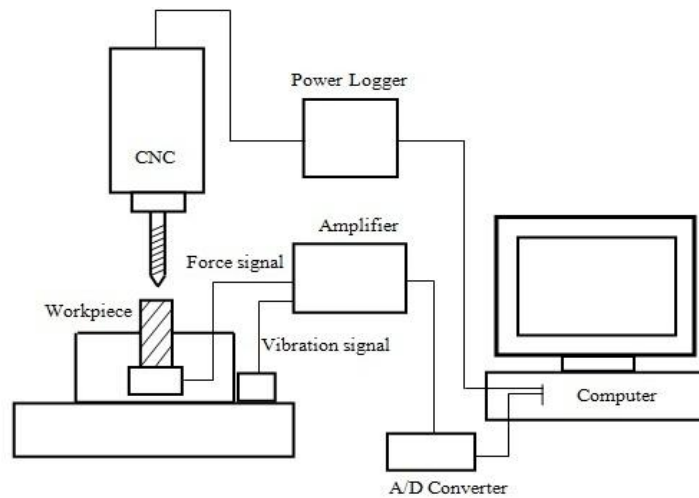 Power Logger
CNC
Amplifier
Force signal
Workpiece
Vibration signal
Computer
A/D Converter